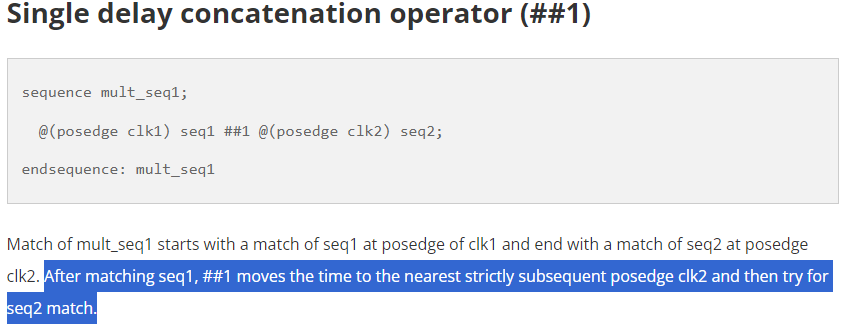 Single delay concatenation operator (##1)
sequence mult_seq1;
@(posedge clk1) seq1 ##1 @(posedge clk2) seq2;
endsequence: mult_seq1
Match of mult_seq1 starts with a match of seq1 at posedge of clk1 and end with a match of seq2 at posedge
clk2. After matching seq1, ##1 moves the time to the nearest strictly subsequent posedge clk2 and then try for
seq2 match.